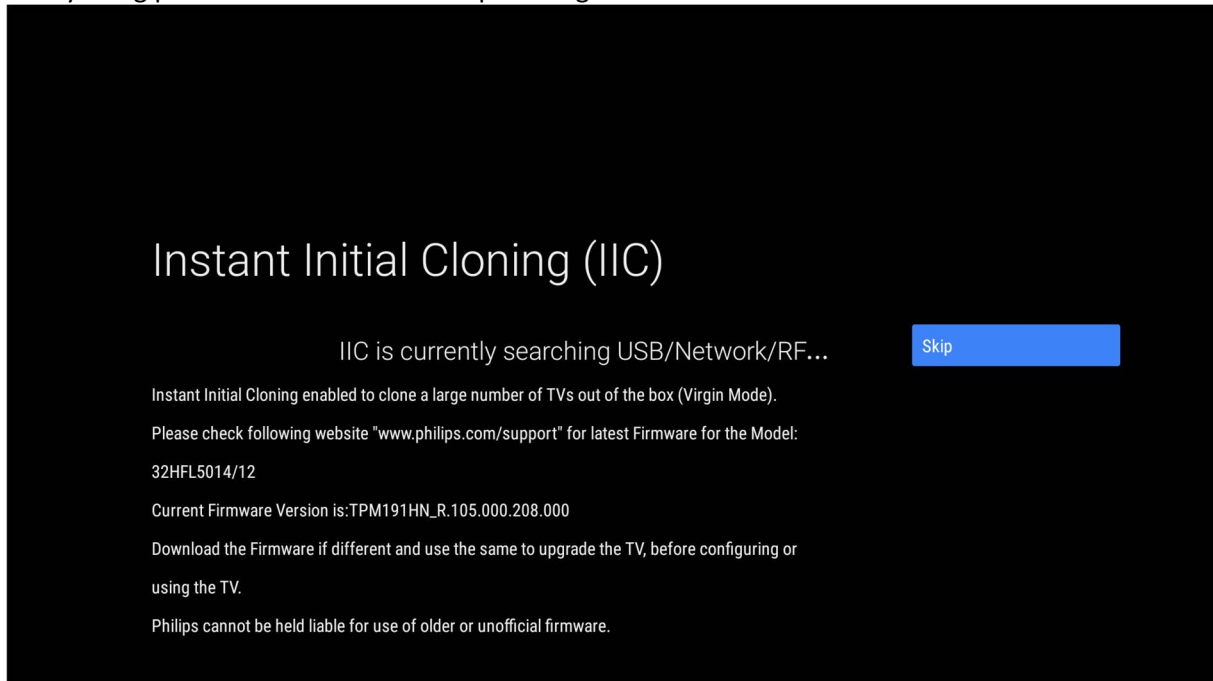 Instant Initial Cloning (IIC)
IIC is currently searching USB/Network/RF...
Skip
Instant Initial Cloning enabled to clone a large number of TVs out of the box (Virgin Mode).
Please check following website "www.philips.com/support" for latest Firmware for the Model:
32HFL5014/12
Current Firmware Version is:TPM191HN_R.105.000.208.000
Download the Firmware if different and use the same to upgrade the TV, before configuring or
using the TV.
Philips cannot be held liable for use of older or unofficial firmware.